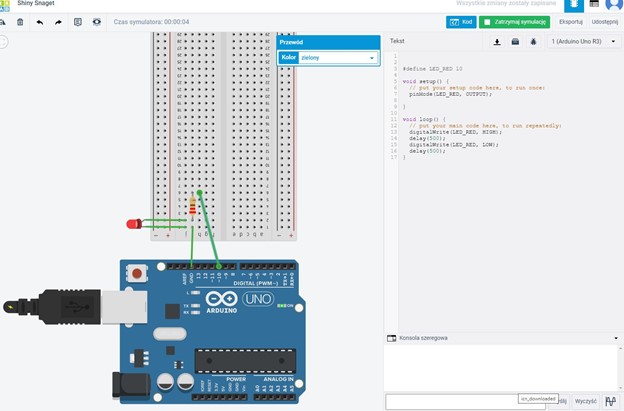 Shiny Snaget
Wszystkie zmiany zostały zapisane
Czas symulatora: 00:00:04
Kod
Zatrzymaj symulację
Eksportuj
Udostępnij
Przewód
Kolor
zielony
Tekst
1 (Arduino Uno R3)
#define LED_RED 10
void setup() {
// put your setup code here, to run once:
pinMode(LED_RED, OUTPUT);
}
void loop() {
// put your main code here, to run repeatedly:
digitalWrite(LED_RED, HIGH);
delay(500);
digitalWrite(LED_RED, LOW);
delay(500);
}
DIGITAL (PWM~)
UNO
ARDUINO
TX
RX
ON
POWER
ANALOG IN
Konsola szeregowa
icn_downloaded
Wyczyść